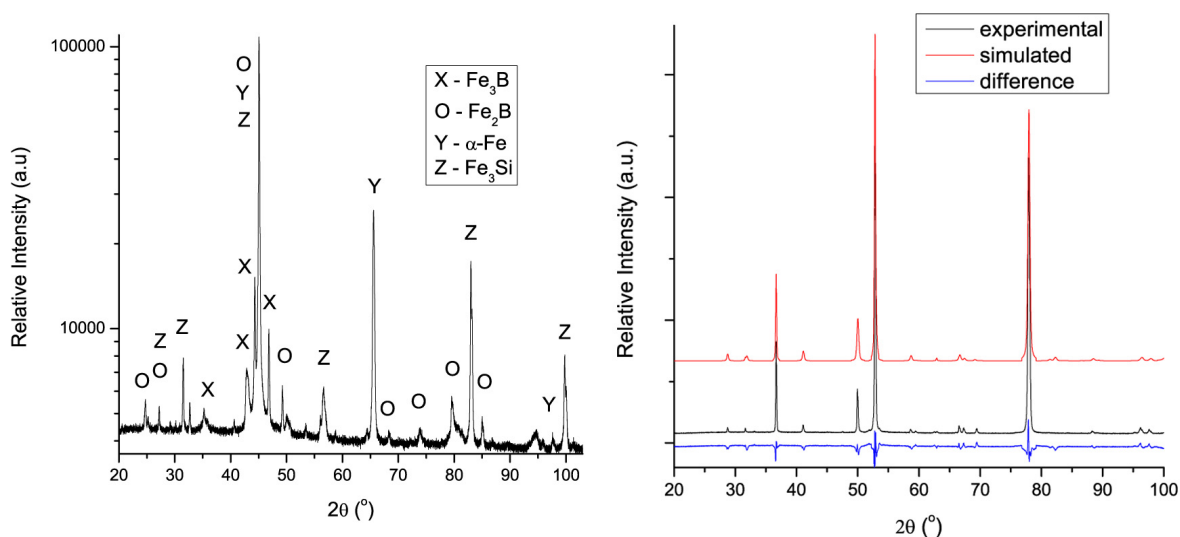 100000
10000
Relative Intensity (a.u)
O
Y
Z
X - Fe₃B
O - Fe₂B
Y - α-Fe
Z - Fe₃Si
Y
Z
X
X
X
Z
Z
O
O
X
O
Z
O
O
O
O
Y
Z
20 30 40 50 60 70 80 90 100
2θ (°)
experimental
simulated
difference
Relative Intensity (a.u.)
20 30 40 50 60 70 80 90 100
2θ (°)